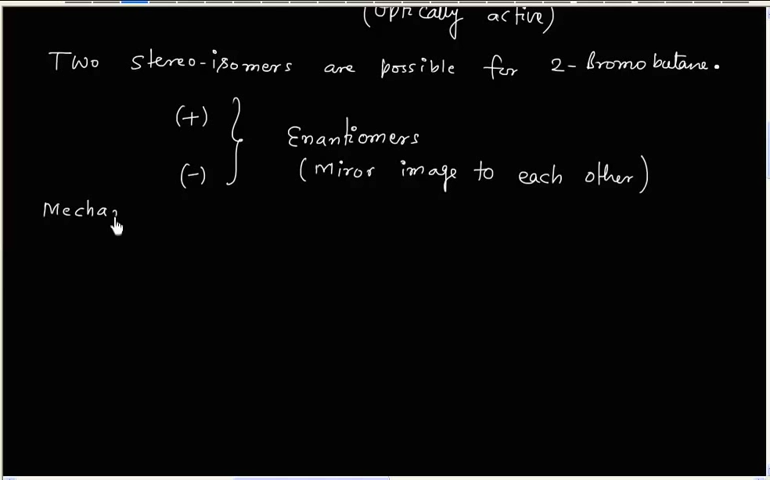 (Optically active)
Two stereo-isomers are possible for 2-Bromobutane.
(+)
Enantiomers
(-)
(Miror image to each other)
Mecha